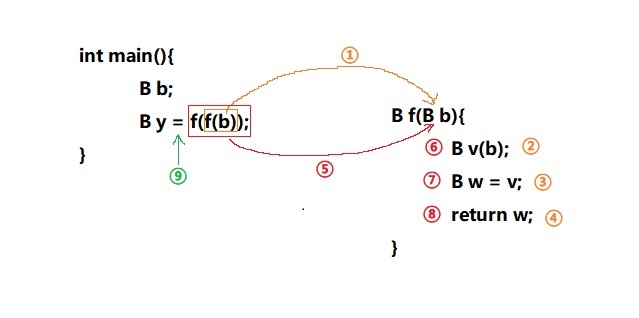 ①
int main(){
B b;
B y = f(f(b));
}
⑨
⑤
B f(B b){
⑥ B v(b); ②
⑦ B w = v; ③
⑧ return w; ④
}